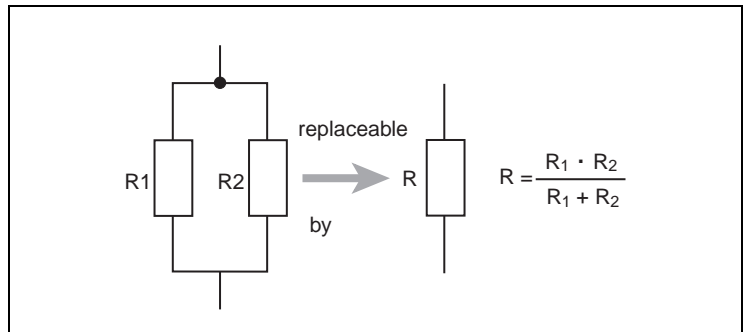 replaceable
R1
R2
by
R
R = R₁ · R₂ / R₁ + R₂